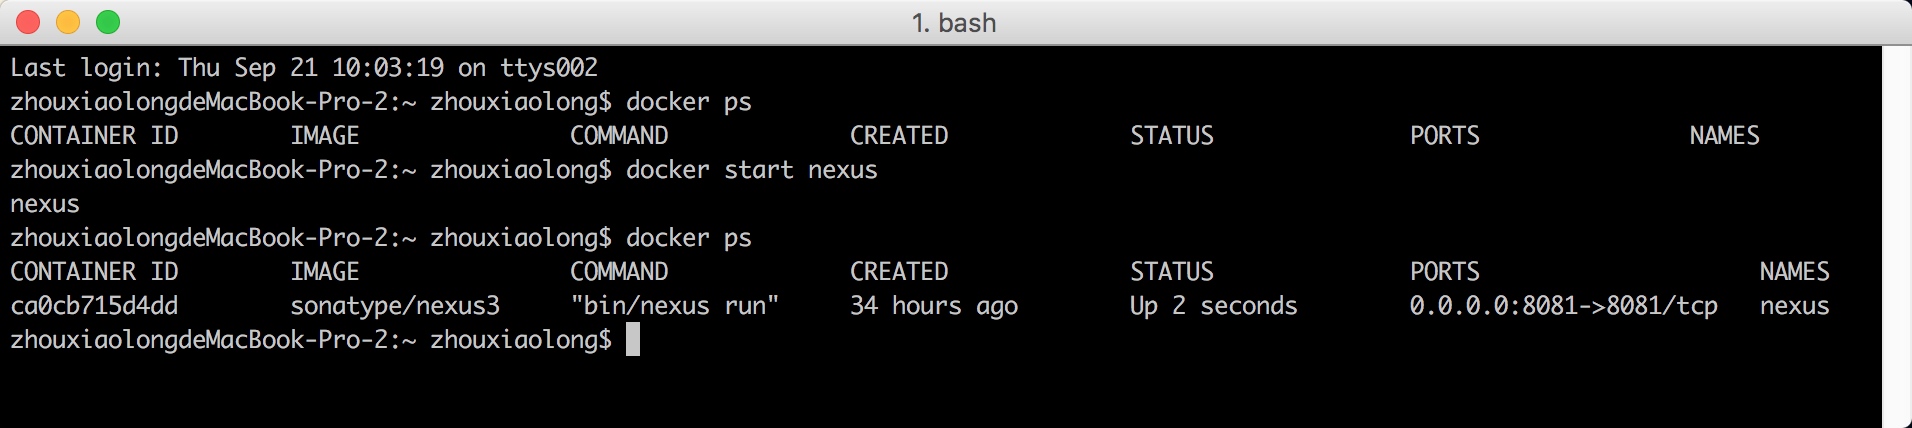 1. bash
Last login: Thu Sep 21 10:03:19 on ttys002
zhouxiaolongdeMacBook-Pro-2:~ zhouxiaolong$ docker ps
CONTAINER ID        IMAGE               COMMAND             CREATED             STATUS              PORTS               NAMES
zhouxiaolongdeMacBook-Pro-2:~ zhouxiaolong$ docker start nexus
nexus
zhouxiaolongdeMacBook-Pro-2:~ zhouxiaolong$ docker ps
CONTAINER ID        IMAGE               COMMAND             CREATED             STATUS              PORTS                    NAMES
ca0cb715d4dd        sonatype/nexus3     "bin/nexus run"     34 hours ago        Up 2 seconds        0.0.0.0:8081->8081/tcp   nexus
zhouxiaolongdeMacBook-Pro-2:~ zhouxiaolong$